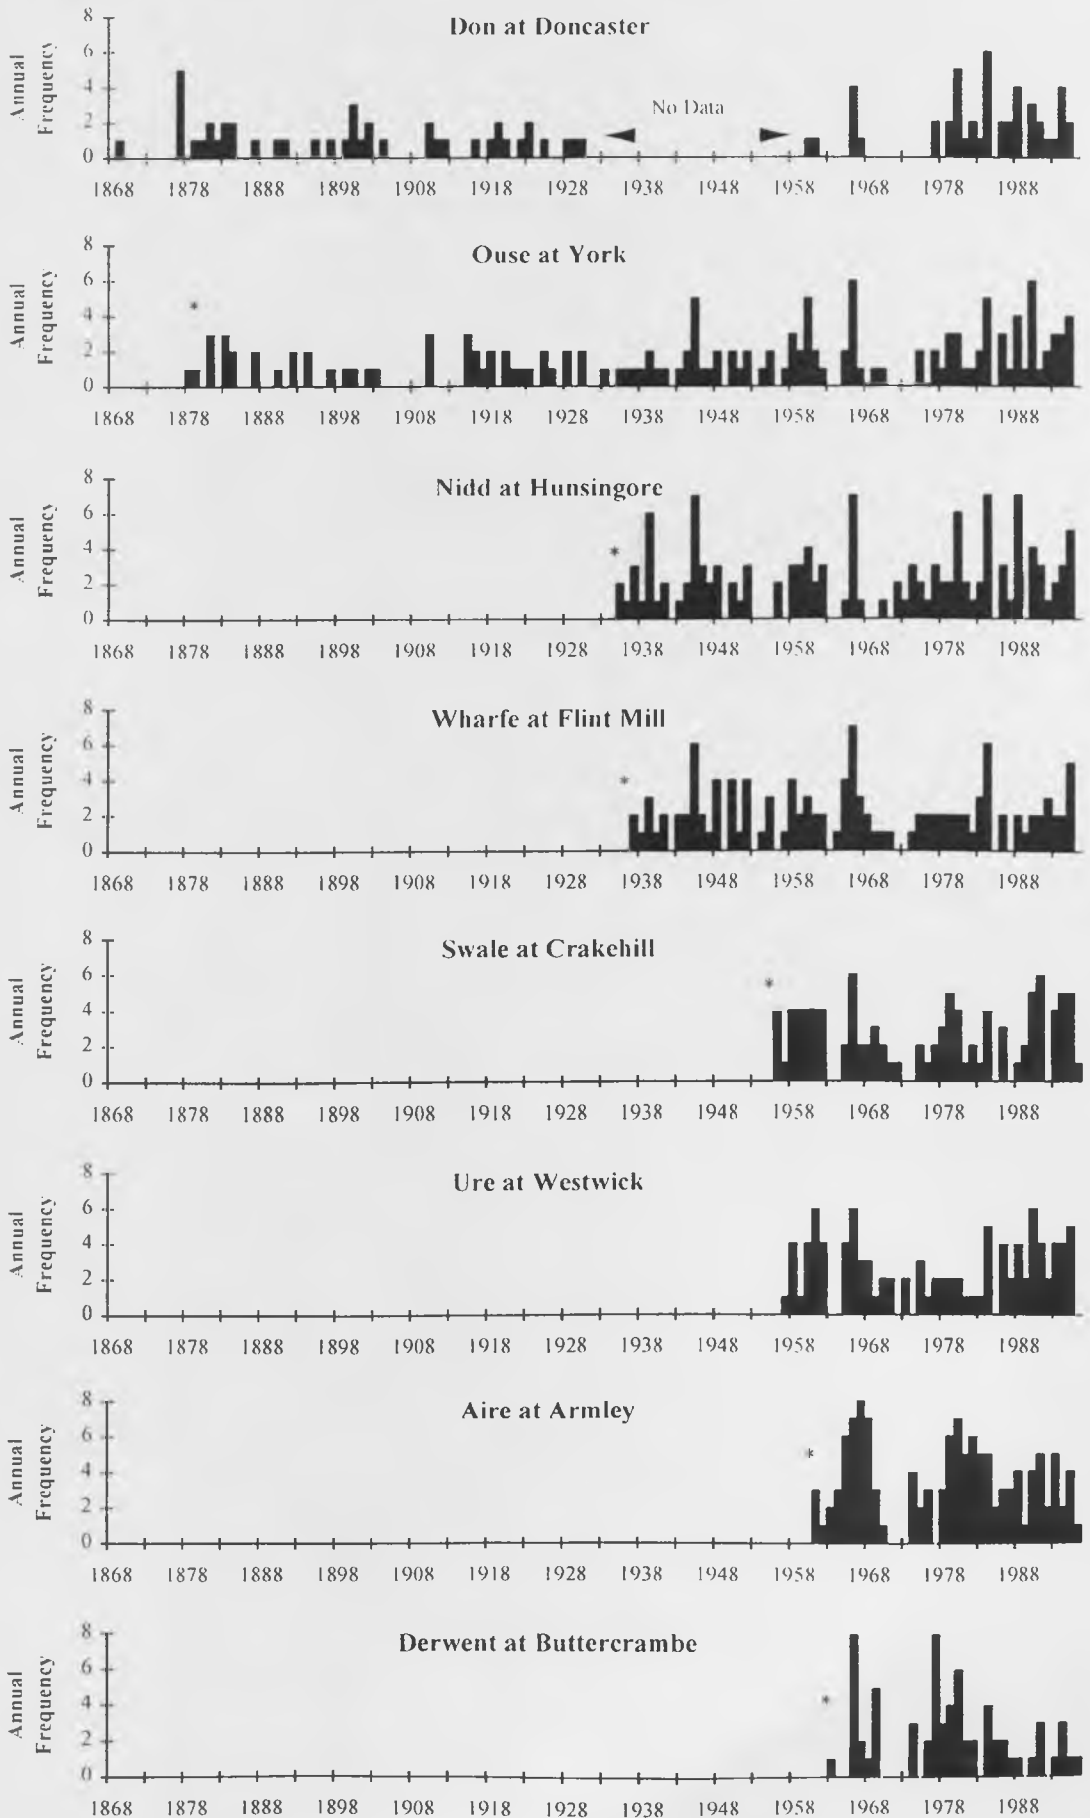 Don at Doncaster
Annual
Frequency
8
6
4
2
0
No Data
1868 1878 1888 1898 1908 1918 1928 1938 1948 1958 1968 1978 1988
Ouse at York
Annual
Frequency
8
6
4
2
0
*
1868 1878 1888 1898 1908 1918 1928 1938 1948 1958 1968 1978 1988
Nidd at Hunsingore
Annual
Frequency
8
6
4
2
0
*
1868 1878 1888 1898 1908 1918 1928 1938 1948 1958 1968 1978 1988
Wharfe at Flint Mill
Annual
Frequency
8
6
4
2
0
*
1868 1878 1888 1898 1908 1918 1928 1938 1948 1958 1968 1978 1988
Swale at Crakehill
Annual
Frequency
8
6
4
2
0
*
1868 1878 1888 1898 1908 1918 1928 1938 1948 1958 1968 1978 1988
Ure at Westwick
Annual
Frequency
8
6
4
2
0
1868 1878 1888 1898 1908 1918 1928 1938 1948 1958 1968 1978 1988
Aire at Armley
Annual
Frequency
8
6
4
2
0
*
1868 1878 1888 1898 1908 1918 1928 1938 1948 1958 1968 1978 1988
Derwent at Buttercrambe
Annual
Frequency
8
6
4
2
0
*
1868 1878 1888 1898 1908 1918 1928 1938 1948 1958 1968 1978 1988